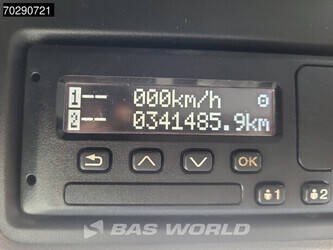 70290721
1 -- 000km/h
2 -- 0341485.9km
OK
1 2
BAS WORLD